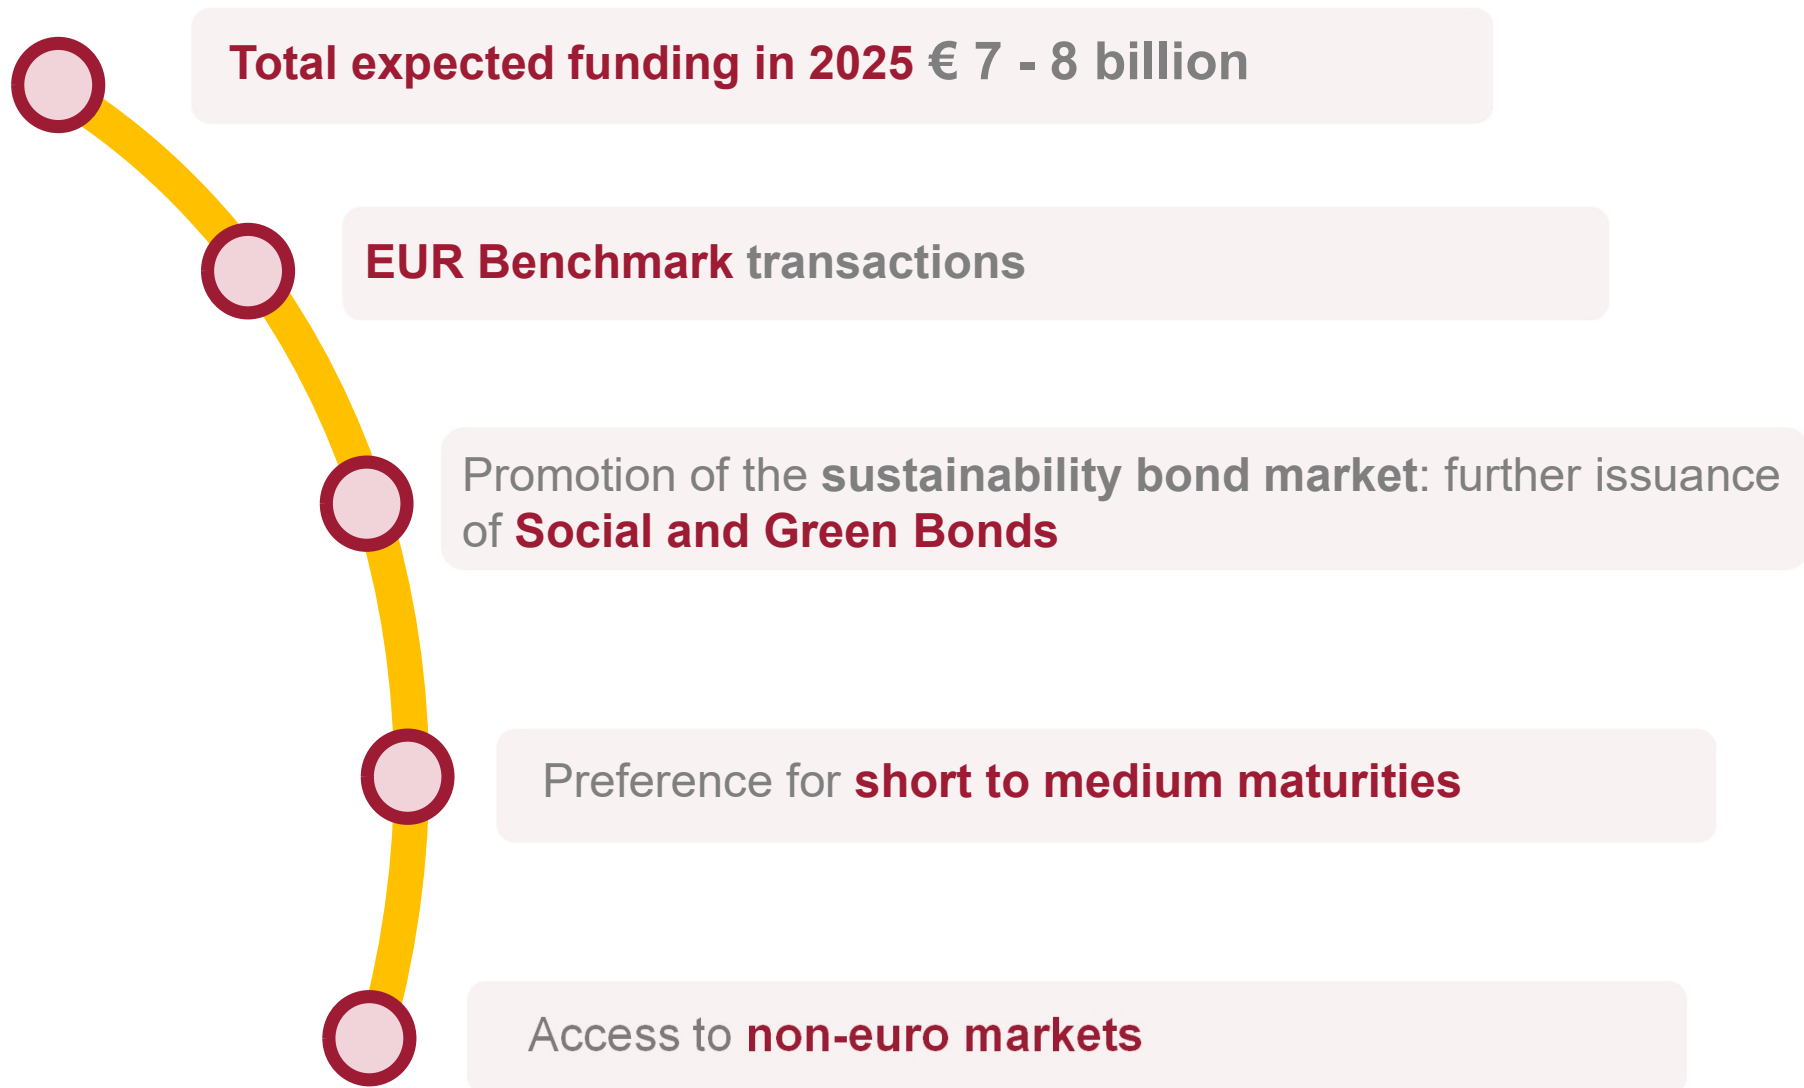 Total expected funding in 2025 € 7 - 8 billion
EUR Benchmark transactions
Promotion of the sustainability bond market: further issuance
of Social and Green Bonds
Preference for short to medium maturities
Access to non-euro markets